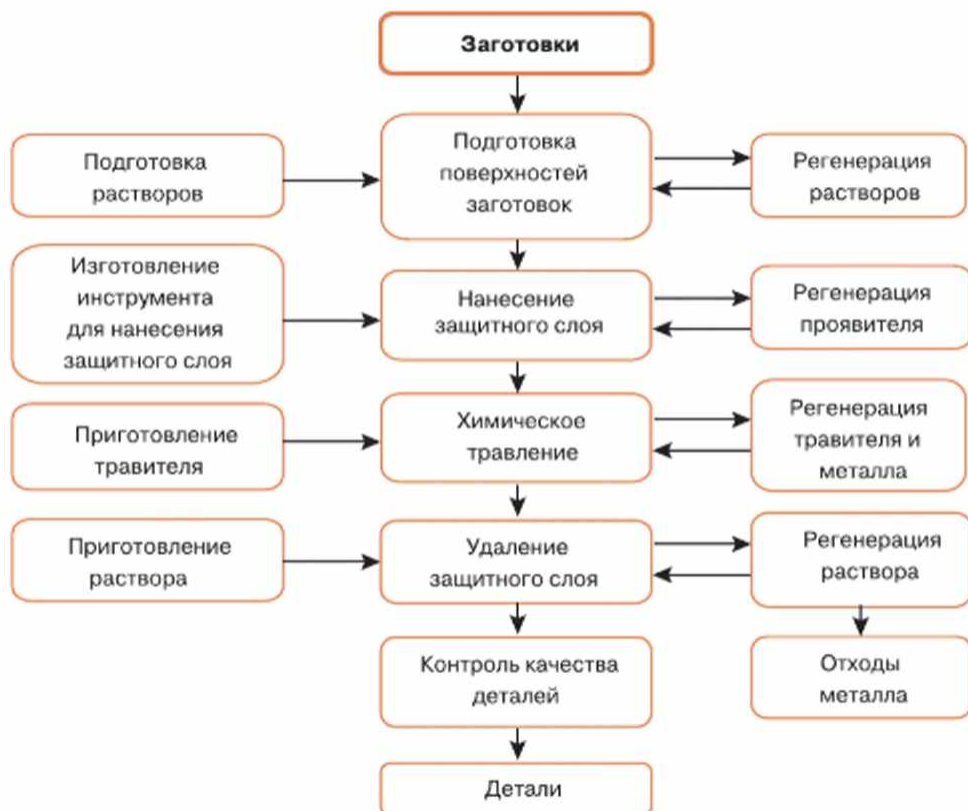 Заготовки
Подготовка
растворов
Подготовка
поверхностей
заготовок
Регенерация
растворов
Изготовление
инструмента
для нанесения
защитного слоя
Нанесение
защитного слоя
Регенерация
проявителя
Приготовление
травителя
Химическое
травление
Регенерация
травителя и
металла
Приготовление
раствора
Удаление
защитного слоя
Регенерация
раствора
Контроль качества
деталей
Отходы
металла
Детали